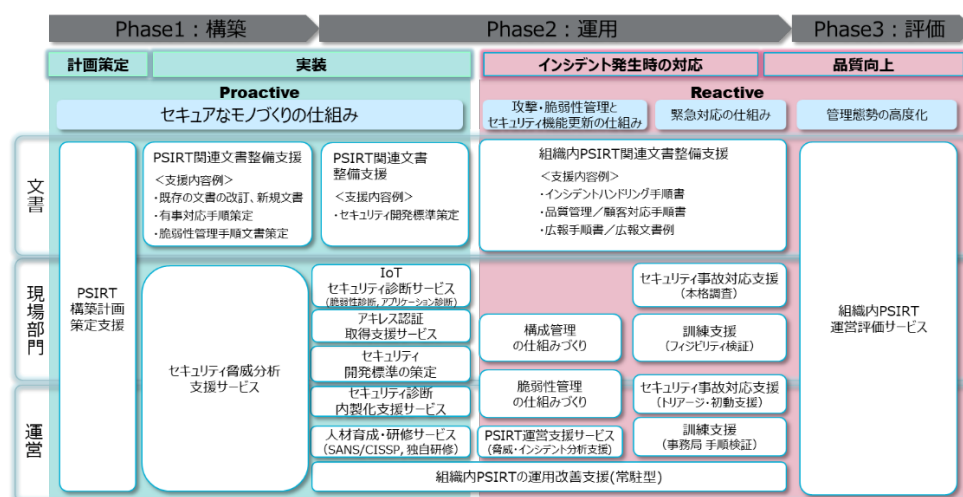 Phase1：構築
Phase2：運用
Phase3：評価
計画策定
実装
インシデント発生時の対応
品質向上
Proactive
セキュアなモノづくりの仕組み
Reactive
攻撃・脆弱性管理と
セキュリティ機能更新の仕組み
緊急対応の仕組み
管理態勢の高度化
文書
PSIRT関連文書整備支援
＜支援内容例＞
・既存の文書の改訂、新規文書
・有事対応手順策定
・脆弱性管理手順文書策定
PSIRT関連文書
整備支援
＜支援内容例＞
・セキュリティ開発標準策定
組織内PSIRT関連文書整備支援
＜支援内容例＞
・インシデントハンドリング手順書
・品質管理／顧客対応手順書
・広報手順書／広報文書例
現場部門
運営
PSIRT
構築計画
策定支援
セキュリティ脅威分析
支援サービス
IoT
セキュリティ診断サービス
(脆弱性診断、アプリケーション診断)
アキレス認証
取得支援サービス
セキュリティ
開発標準の策定
セキュリティ診断
内製化支援サービス
人材育成・研修サービス
(SANS/CISSP, 独自研修)
構成管理
の仕組みづくり
脆弱性管理
の仕組みづくり
PSIRT運営支援サービス
(脅威・インシデント分析支援)
セキュリティ事故対応支援
(本格調査)
訓練支援
(フィジビリティ検証)
セキュリティ事故対応支援
(トリアージ・初動支援)
訓練支援
(事務局 手順検証)
組織内PSIRTの運用改善支援(常駐型)
組織内PSIRT
運営評価サービス